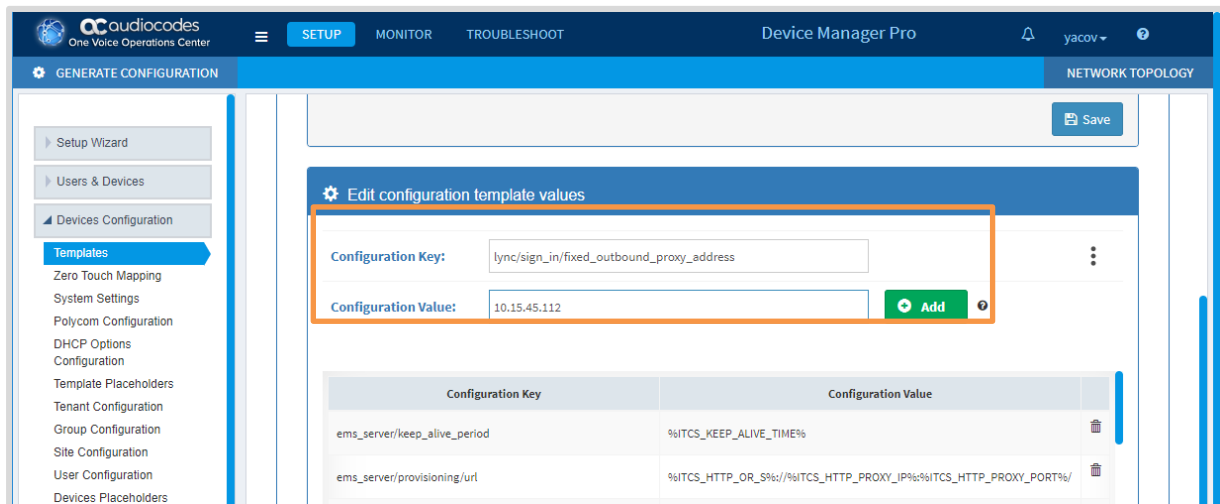 audiocodes
One Voice Operations Center
SETUP MONITOR TROUBLESHOOT Device Manager Pro yacov
GENERATE CONFIGURATION NETWORK TOPOLOGY
Save
Setup Wizard
Users & Devices
Devices Configuration
Templates
Zero Touch Mapping
System Settings
Polycom Configuration
DHCP Options
Configuration
Template Placeholders
Tenant Configuration
Group Configuration
Site Configuration
User Configuration
Devices Placeholders
Edit configuration template values
Configuration Key: lync/sign_in/fixed_outbound_proxy_address
Configuration Value: 10.15.45.112 Add
Configuration Key Configuration Value
ems_server/keep_alive_period %ITCS_KEEP_ALIVE_TIME%
ems_server/provisioning/url %ITCS_HTTP_OR_S%://%ITCS_HTTP_PROXY_IP%:%ITCS_HTTP_PROXY_PORT%/